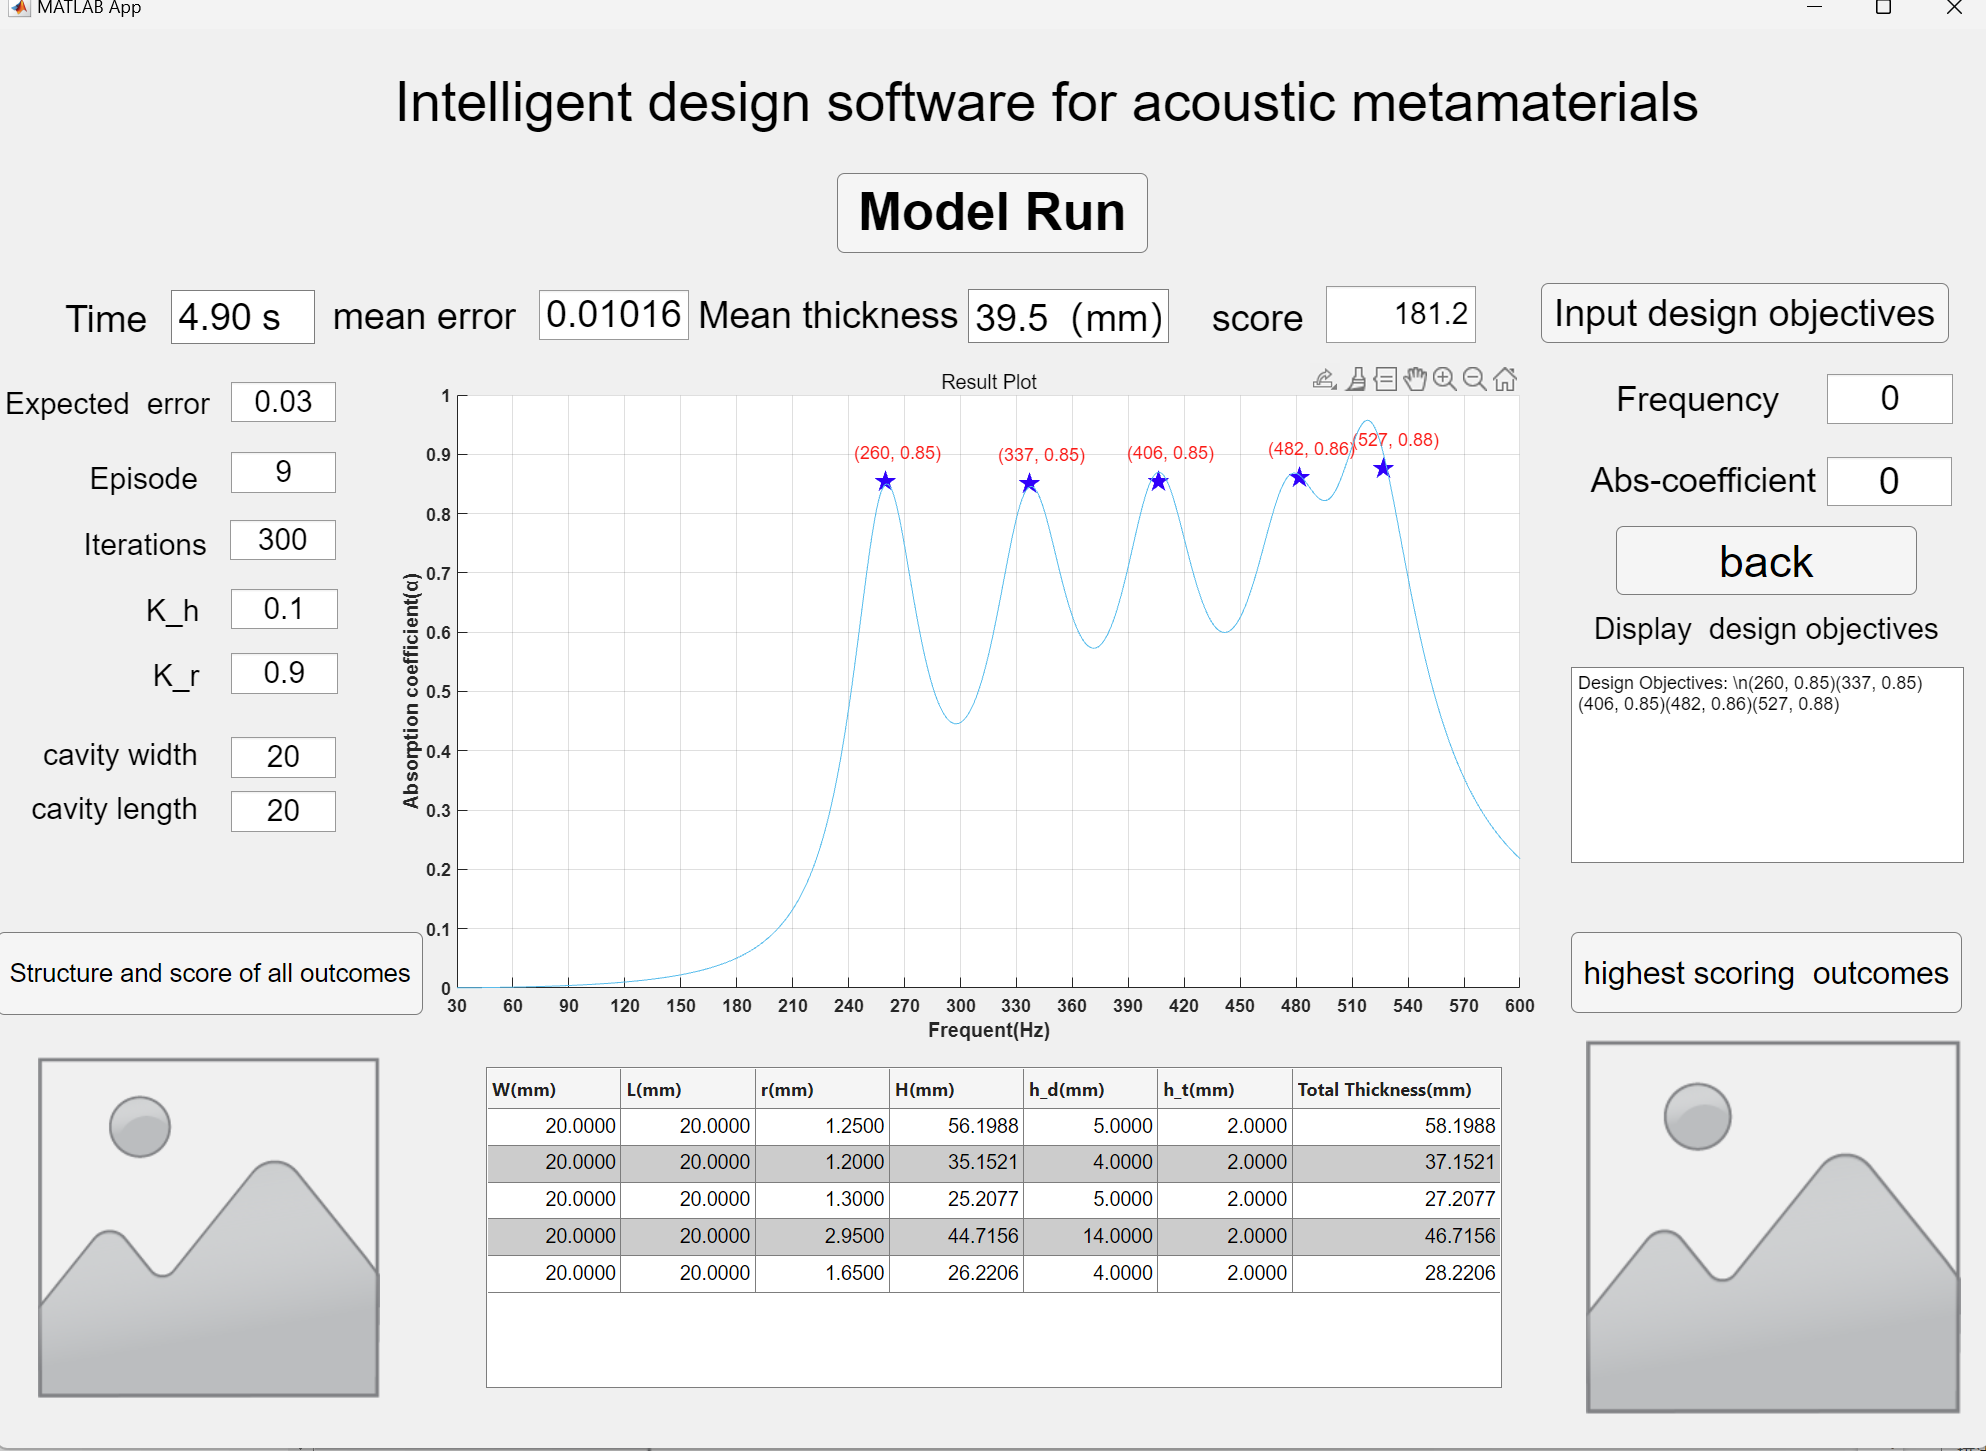 MATLAB App
Intelligent design software for acoustic metamaterials
Model Run
Time 4.90 s mean error 0.01016 Mean thickness 39.5 (mm) score 181.2 Input design objectives
Expected error 0.03
Episode 9
Iterations 300
K_h 0.1
K_r 0.9
cavity width 20
cavity length 20
Structure and score of all outcomes
Result Plot
1
0.9
0.8
0.7
0.6
0.5
0.4
0.3
0.2
0.1
0
Absorption coefficient(α)
(260, 0.85) (337, 0.85) (406, 0.85) (482, 0.86) (527, 0.88)
30 60 90 120 150 180 210 240 270 300 330 360 390 420 450 480 510 540 570 600
Frequent(Hz)
Frequency 0
Abs-coefficient 0
back
Display design objectives
Design Objectives: \n(260, 0.85)(337, 0.85)
(406, 0.85)(482, 0.86)(527, 0.88)
highest scoring outcomes
W(mm) L(mm) r(mm) H(mm) h_d(mm) h_t(mm) Total Thickness(mm)
20.0000 20.0000 1.2500 56.1988 5.0000 2.0000 58.1988
20.0000 20.0000 1.2000 35.1521 4.0000 2.0000 37.1521
20.0000 20.0000 1.3000 25.2077 5.0000 2.0000 27.2077
20.0000 20.0000 2.9500 44.7156 14.0000 2.0000 46.7156
20.0000 20.0000 1.6500 26.2206 4.0000 2.0000 28.2206